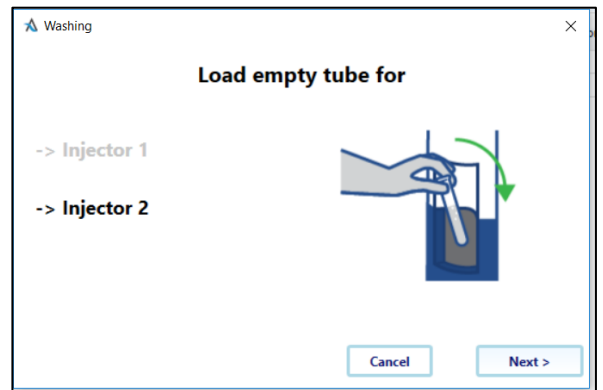 Washing
Load empty tube for
-> Injector 1
-> Injector 2
Cancel
Next >